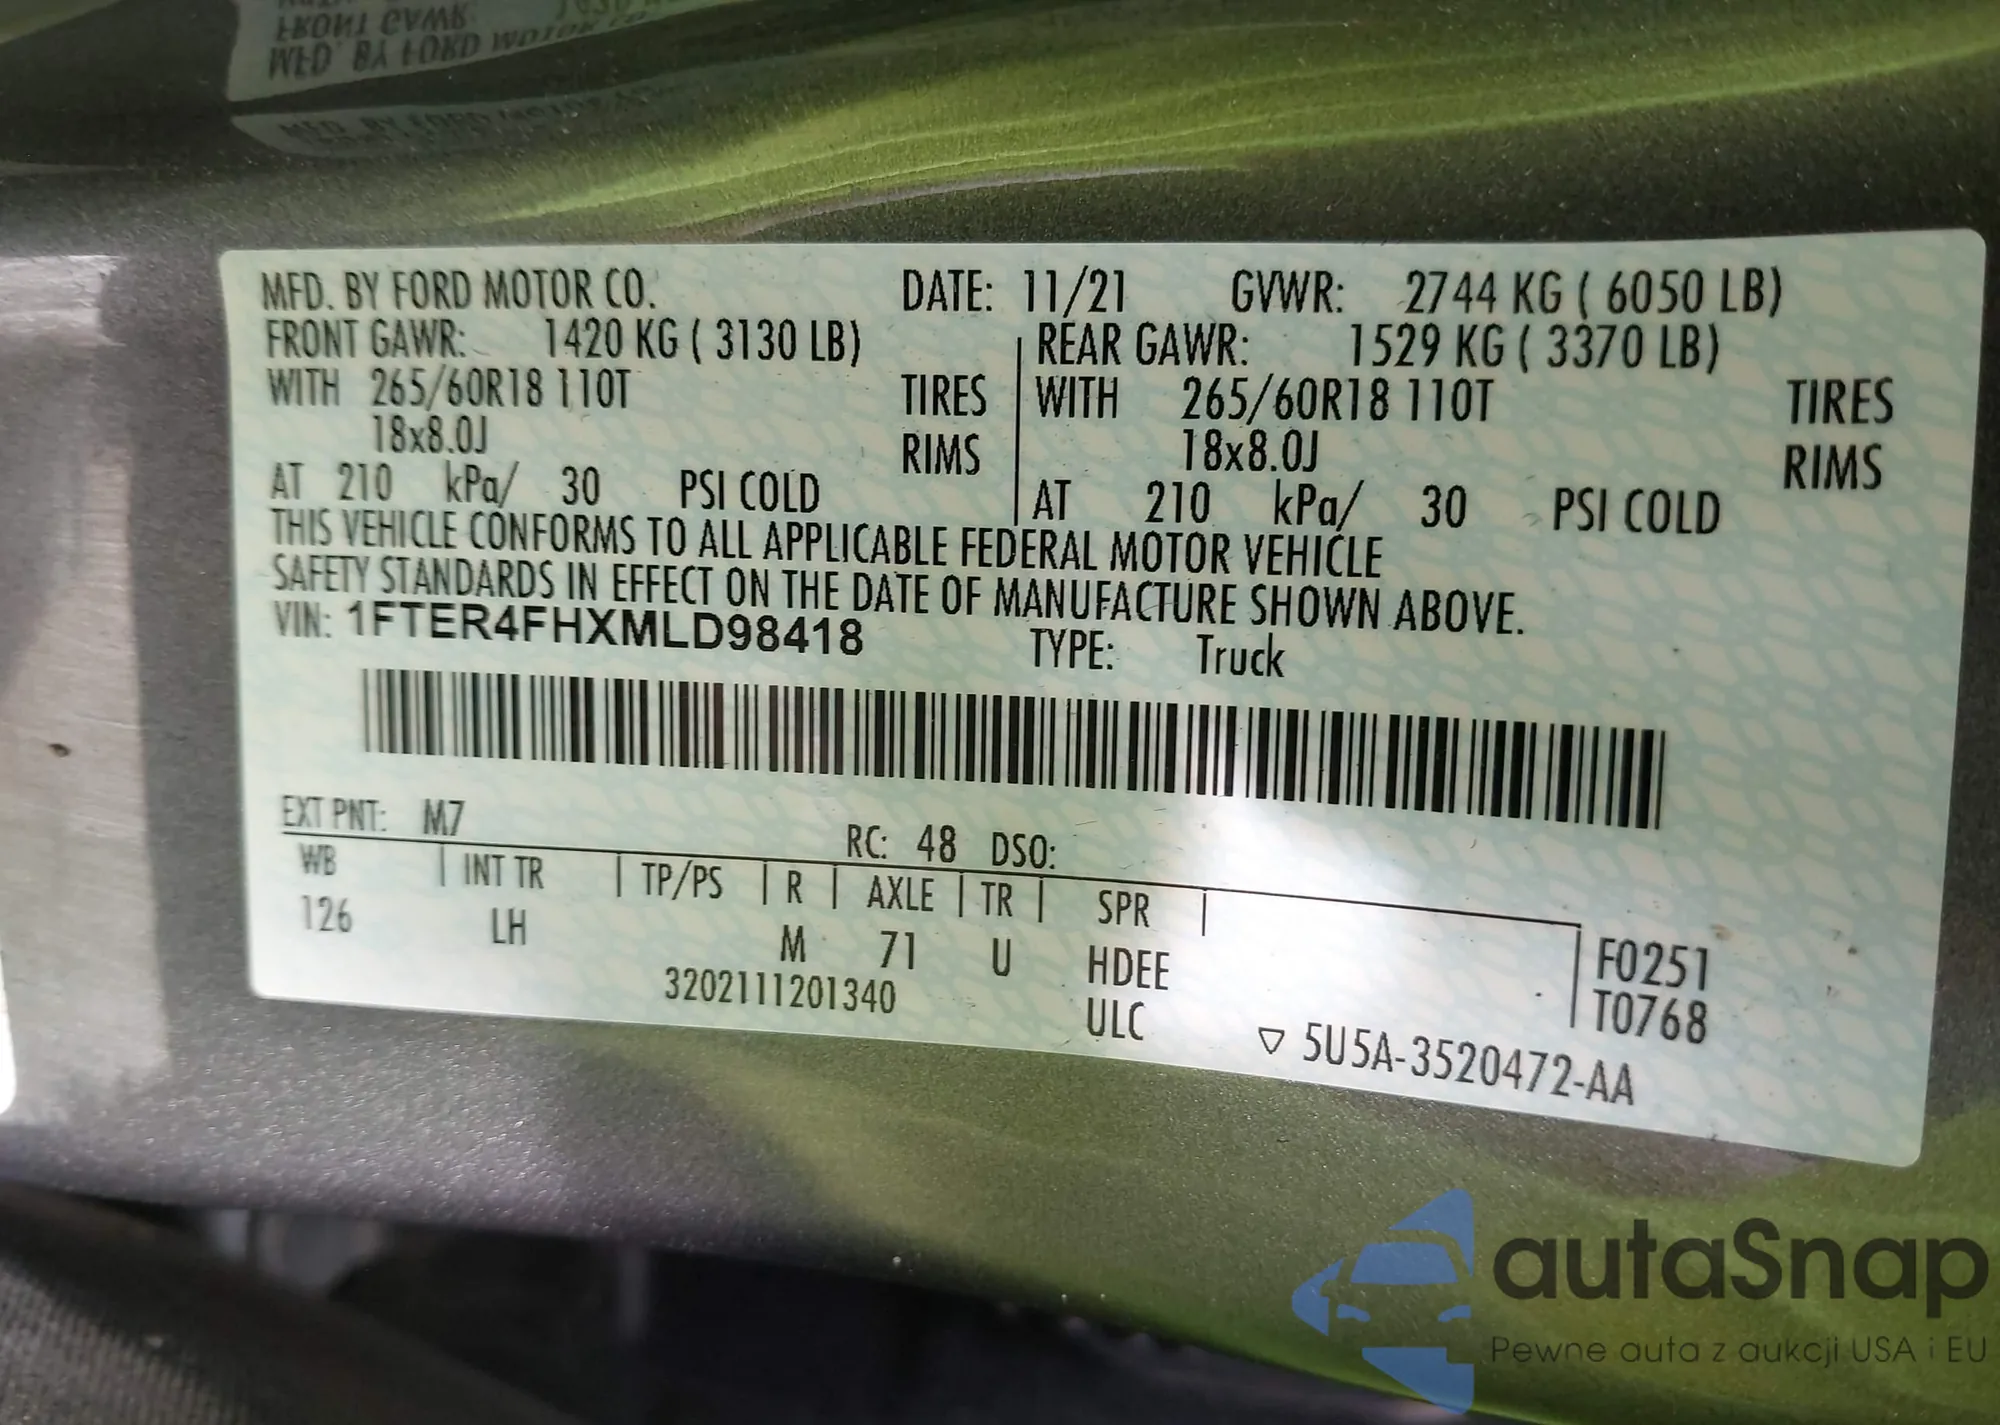 MFD. BY FORD MOTOR CO. DATE: 11/21 GVWR: 2744 KG ( 6050 LB)
FRONT GAWR: 1420 KG ( 3130 LB) REAR GAWR: 1529 KG ( 3370 LB)
WITH 265/60R18 110T TIRES WITH 265/60R18 110T TIRES
18x8.0J RIMS 18x8.0J RIMS
AT 210 kPa/ 30 PSI COLD AT 210 kPa/ 30 PSI COLD
THIS VEHICLE CONFORMS TO ALL APPLICABLE FEDERAL MOTOR VEHICLE
SAFETY STANDARDS IN EFFECT ON THE DATE OF MANUFACTURE SHOWN ABOVE.
VIN: 1FTER4FHXMLD98418 TYPE: Truck
EXT PNT: M7 RC: 48 DSO:
WB INT TR TP/PS R AXLE TR SPR
126 LH M 71 U HDEE F0251
3202111201340 ULC T0768
5U5A-3520472-AA
autaSnap
Pewne auta z aukcji USA i EU